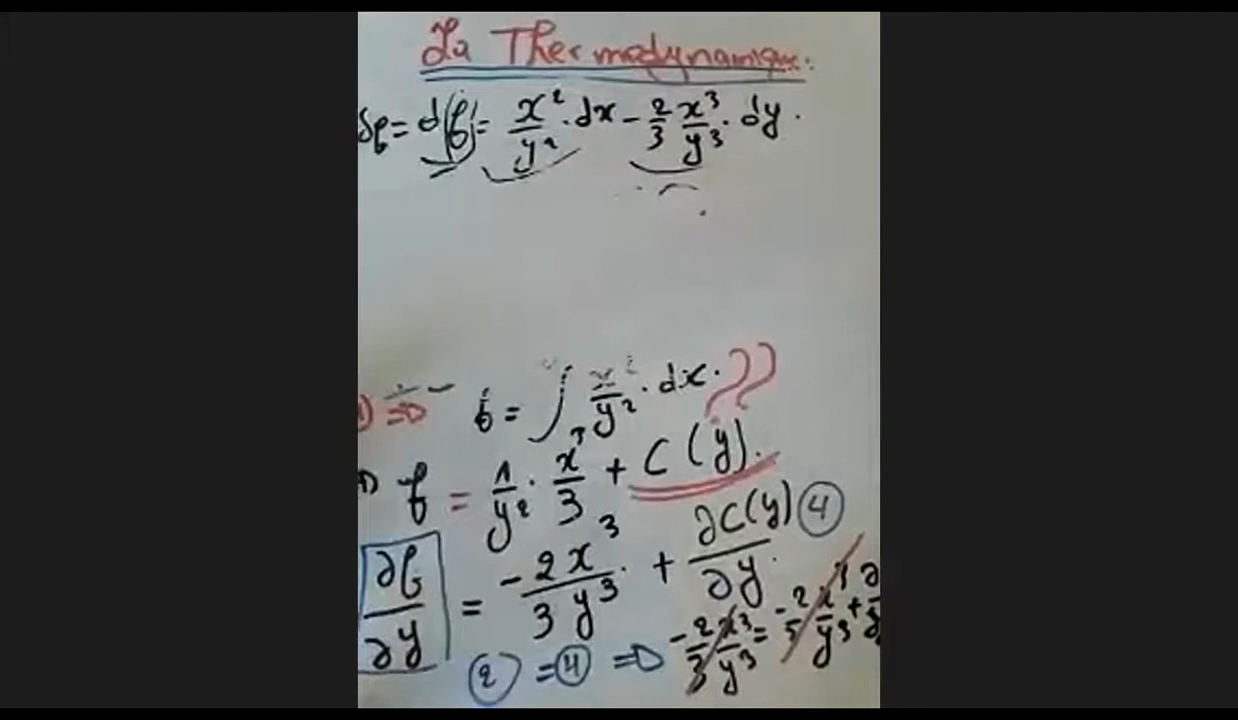 La Thermodynamique.
δf = d(f) = x²/y² · dx - 2/3 x³/y³ · dy.
1) => f = ∫ x²/y² · dx. ??
f = 1/y² · x³/3 + C(y).
∂f/∂y = -2x³/3y³ + ∂C(y)/∂y. ④
② = ④ => -2/3 x³/y³ = -2/3 x³/y³ + ∂